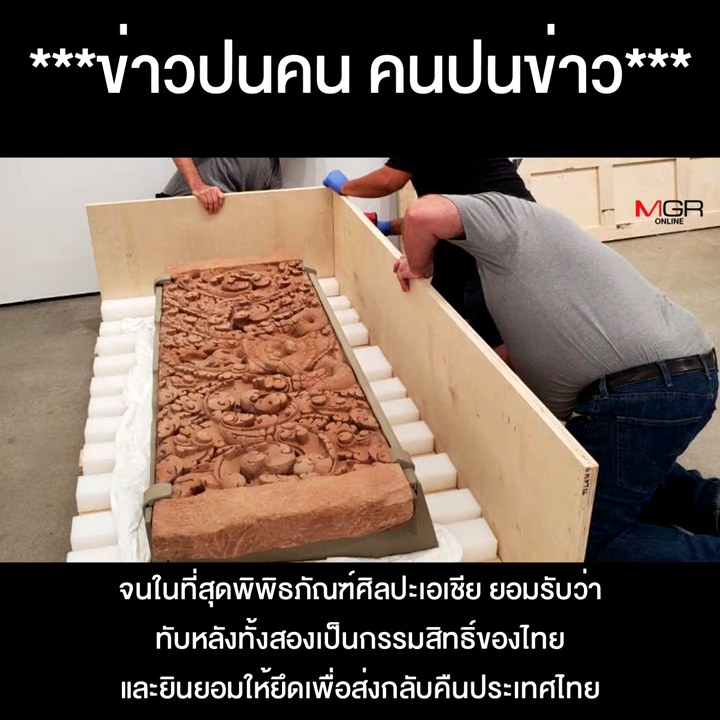 ***ข่าวปนคน คนปนข่าว***
MGR
ONLINE
จนในที่สุดพิพิธภัณฑ์ศิลปะเอเชีย ยอมรับว่า
ทับหลังทั้งสองเป็นกรรมสิทธิ์ของไทย
และยินยอมให้ยึดเพื่อส่งกลับคืนประเทศไทย